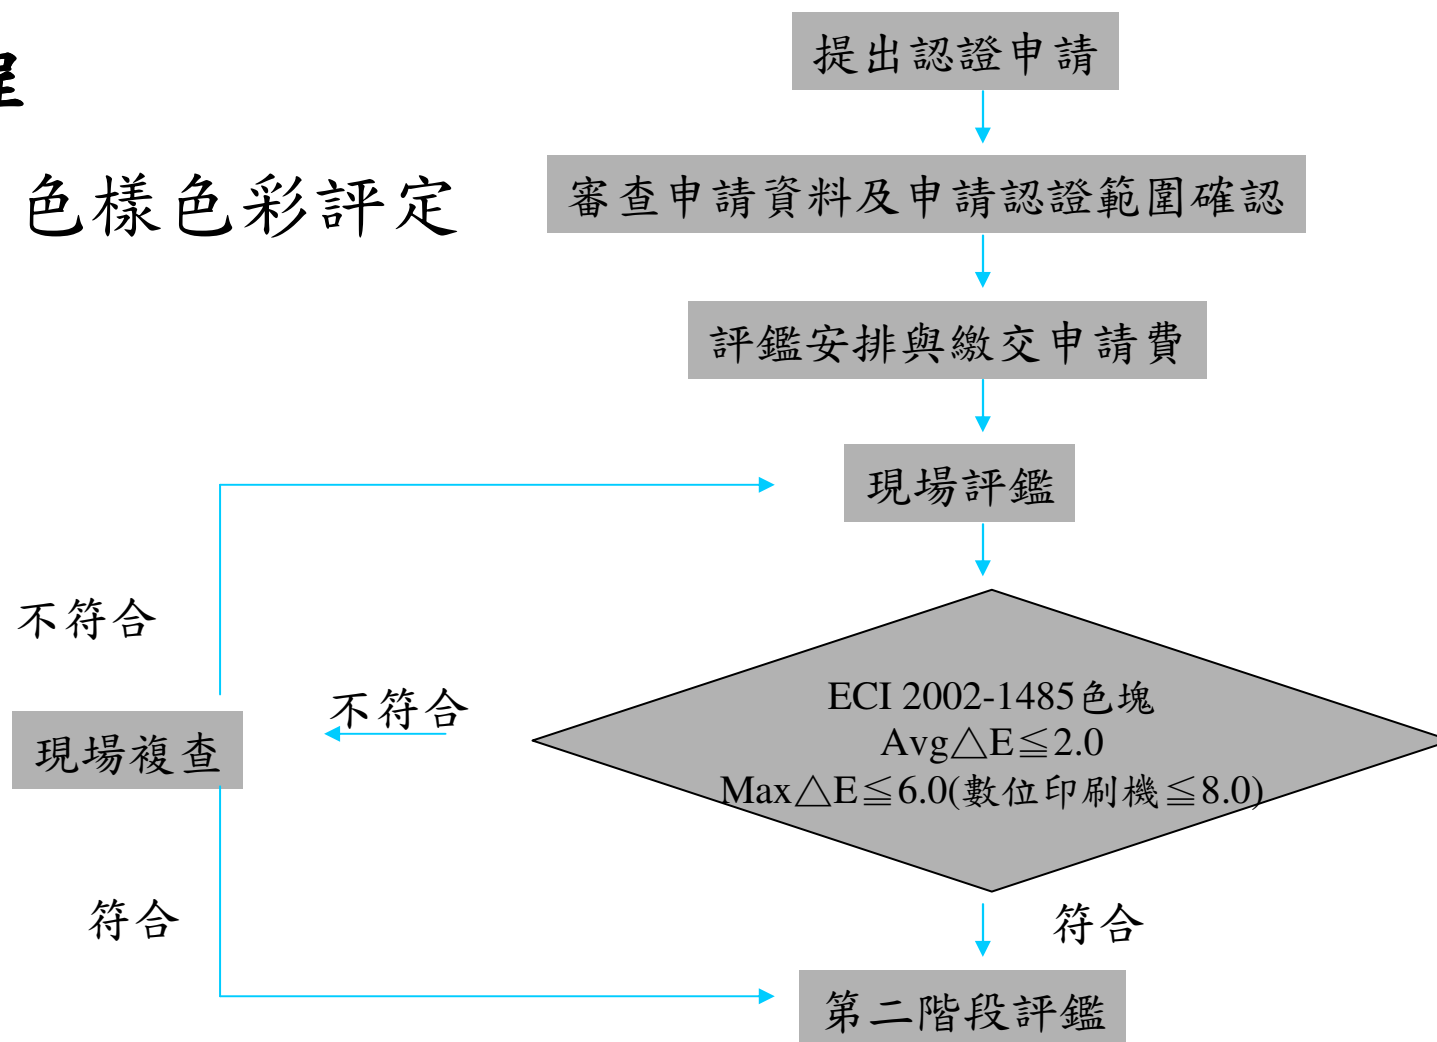 程
色樣色彩評定
提出認證申請
審查申請資料及申請認證範圍確認
評鑑安排與繳交申請費
現場評鑑
ECI 2002-1485色塊
Avg△E≦2.0
Max△E≦6.0(數位印刷機≦8.0)
不符合
不符合
現場複查
符合
符合
第二階段評鑑